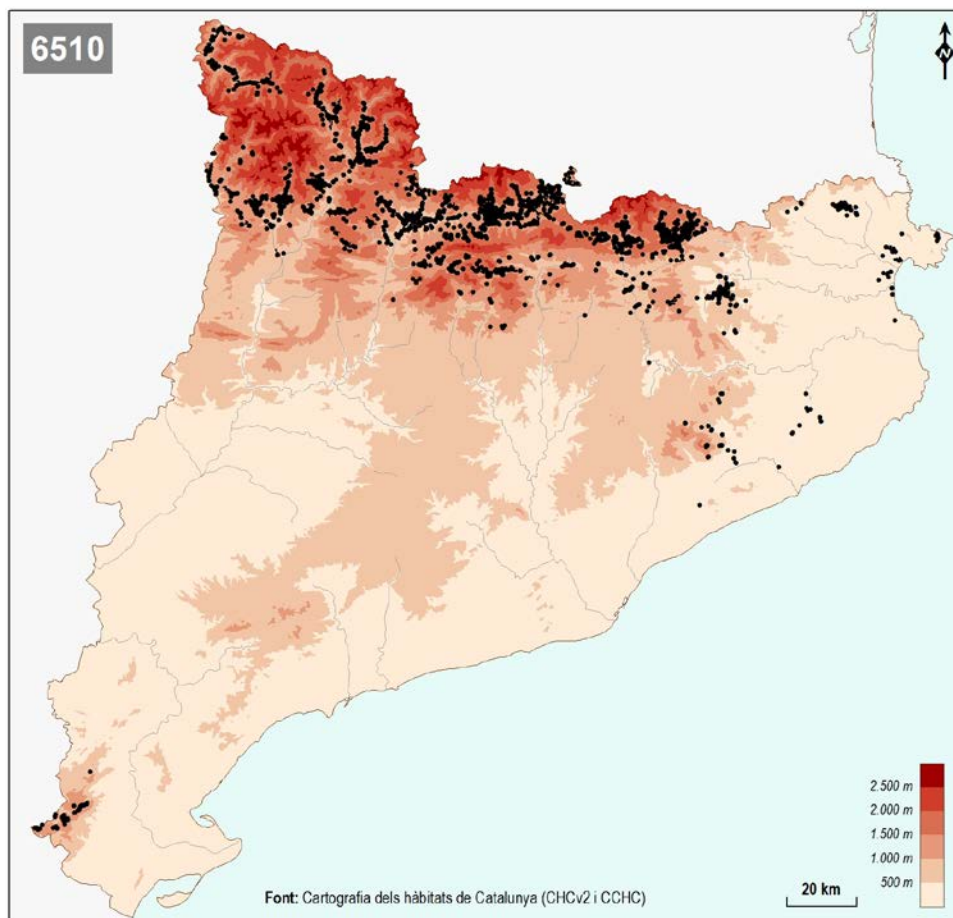 6510
N
2.500 m
2.000 m
1.500 m
1.000 m
500 m
20 km
Font: Cartografia dels hàbitats de Catalunya (CHCv2 i CCHC)